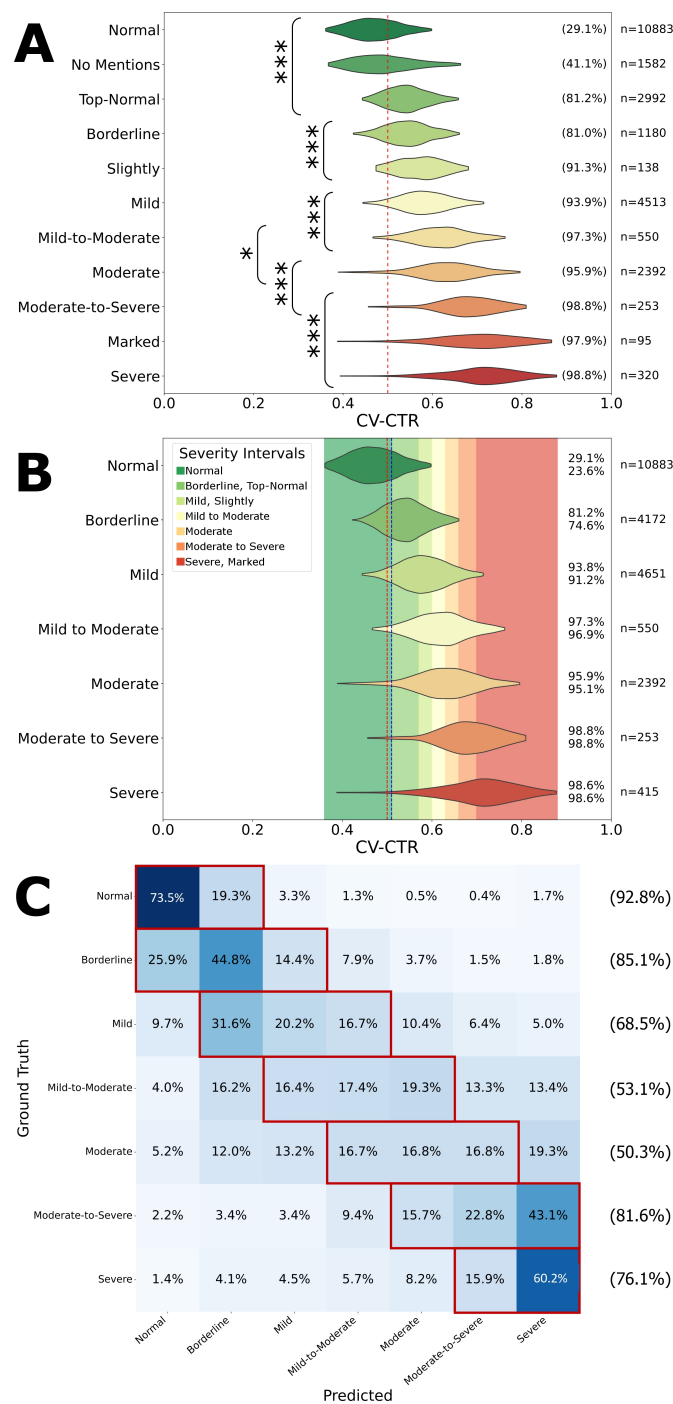 A
Normal (29.1%) n=10883
No Mentions (41.1%) n=1582
Top-Normal (81.2%) n=2992
Borderline (81.0%) n=1180
Slightly (91.3%) n=138
Mild (93.9%) n=4513
Mild-to-Moderate (97.3%) n=550
Moderate (95.9%) n=2392
Moderate-to-Severe (98.8%) n=253
Marked (97.9%) n=95
Severe (98.8%) n=320
***
***
***
*
***
***
0.0 0.2 0.4 0.6 0.8 1.0
CV-CTR
B
Severity Intervals
Normal
Borderline, Top-Normal
Mild, Slightly
Mild to Moderate
Moderate
Moderate to Severe
Severe, Marked
Normal 29.1% n=10883
23.6%
Borderline 81.2% n=4172
74.6%
Mild 93.8% n=4651
91.2%
Mild to Moderate 97.3% n=550
96.9%
Moderate 95.9% n=2392
95.1%
Moderate to Severe 98.8% n=253
98.8%
Severe 98.6% n=415
98.6%
0.0 0.2 0.4 0.6 0.8 1.0
CV-CTR
C
Ground Truth
Normal 73.5% 19.3% 3.3% 1.3% 0.5% 0.4% 1.7% (92.8%)
Borderline 25.9% 44.8% 14.4% 7.9% 3.7% 1.5% 1.8% (85.1%)
Mild 9.7% 31.6% 20.2% 16.7% 10.4% 6.4% 5.0% (68.5%)
Mild-to-Moderate 4.0% 16.2% 16.4% 17.4% 19.3% 13.3% 13.4% (53.1%)
Moderate 5.2% 12.0% 13.2% 16.7% 16.8% 16.8% 19.3% (50.3%)
Moderate-to-Severe 2.2% 3.4% 3.4% 9.4% 15.7% 22.8% 43.1% (81.6%)
Severe 1.4% 4.1% 4.5% 5.7% 8.2% 15.9% 60.2% (76.1%)
Normal Borderline Mild Mild-to-Moderate Moderate Moderate-to-Severe Severe
Predicted